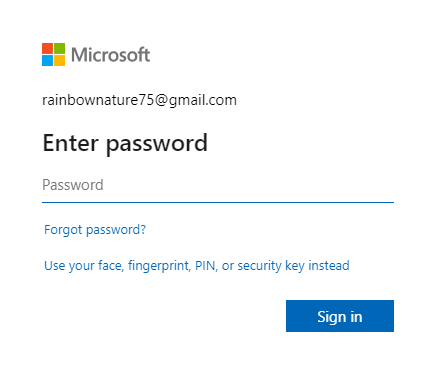 Microsoft
rainbownature75@gmail.com
Enter password
Password
Forgot password?
Use your face, fingerprint, PIN, or security key instead
Sign in